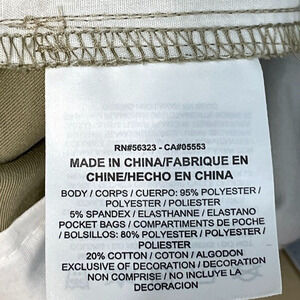 RN#56323 - CA#05553
MADE IN CHINA/FABRIQUE EN
CHINE/HECHO EN CHINA
BODY / CORPS / CUERPO: 95% POLYESTER /
POLYESTER / POLIESTER
5% SPANDEX / ELASTHANNE / ELASTANO
POCKET BAGS / COMPARTIMENTS DE POCHE
/ BOLSILLOS: 80% POLYESTER / POLYESTER /
POLIESTER
20% COTTON / COTON / ALGODON
EXCLUSIVE OF DECORATION / DECORATION
NON COMPRISE / NO INCLUYE LA
DECORACION